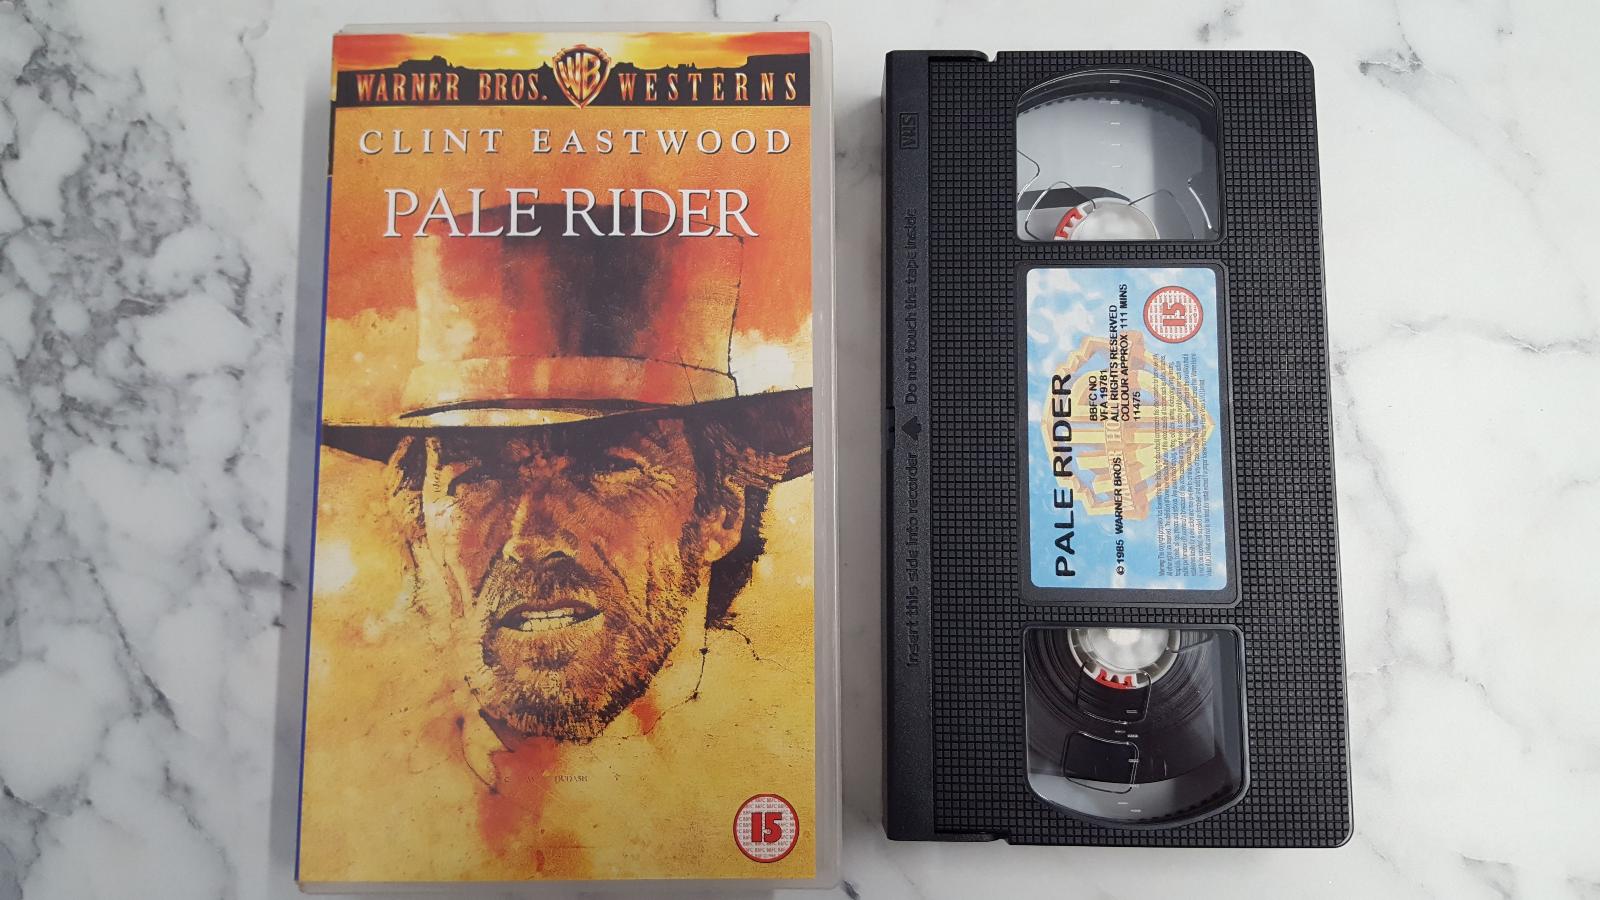 WARNER BROS. WB WESTERNS
CLINT EASTWOOD
PALE RIDER
DUDASH
15
VHS
Insert this side into recorder Do not touch the tape inside
PALE RIDER
BBFC NO.
VFA 19781
©1985 WARNER BROS ALL RIGHTS RESERVED
COLOUR APPROX 111 MINS
11475
15